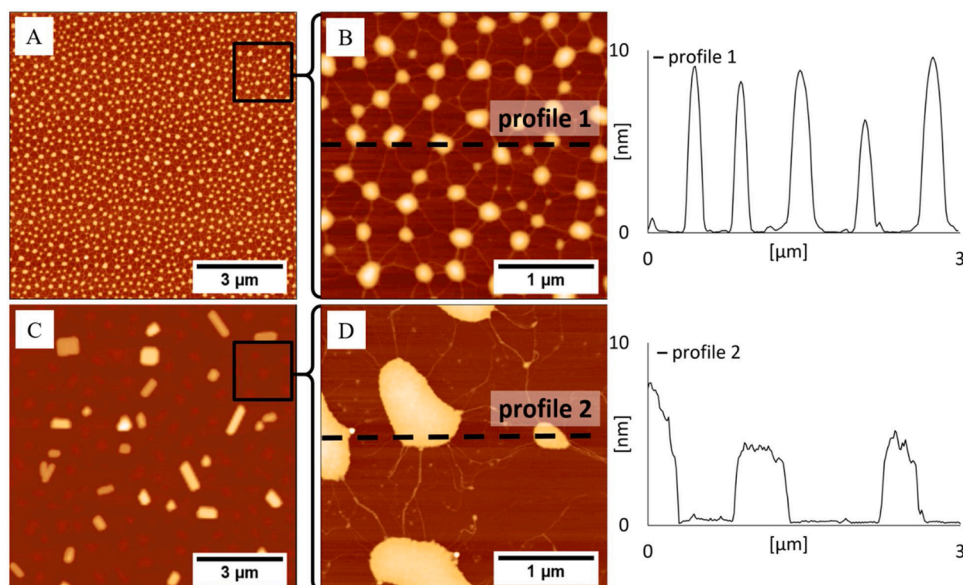 A
3 µm
B
profile 1
1 µm
10
– profile 1
[nm]
0
0
[µm]
3
C
3 µm
D
profile 2
1 µm
10
– profile 2
[nm]
0
0
[µm]
3